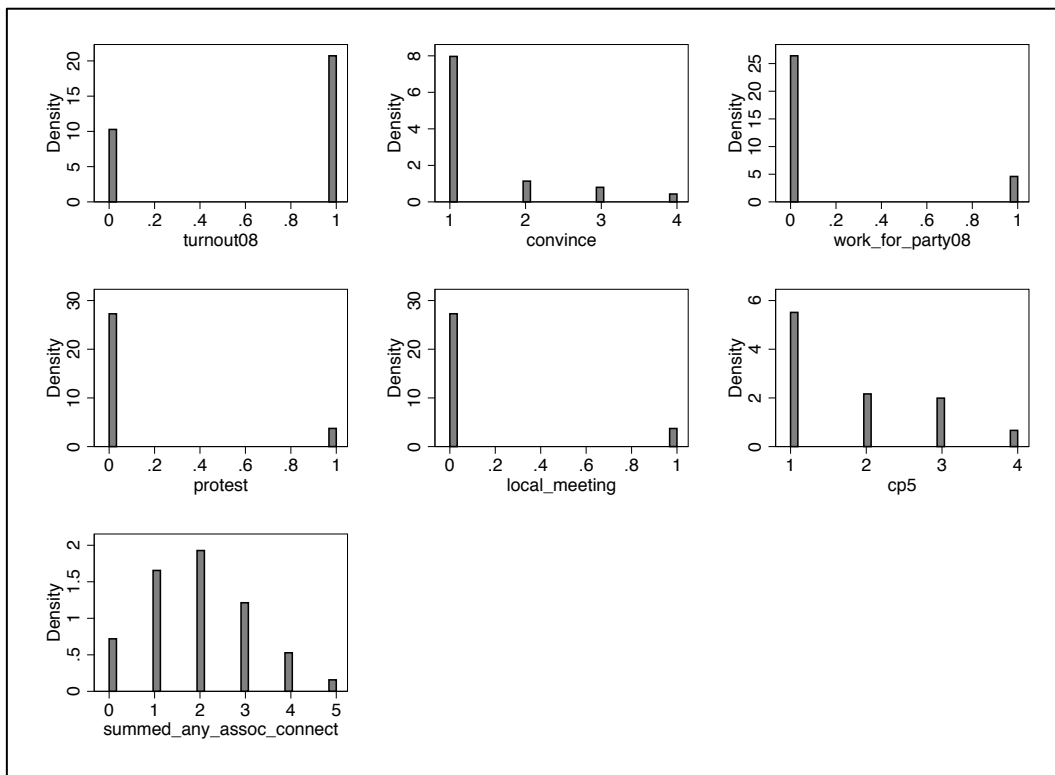 Density
0 5 10 15 20
0 .2 .4 .6 .8 1
turnout08
Density
0 2 4 6 8
1 2 3 4
convince
Density
0 5 10 15 20 25
0 .2 .4 .6 .8 1
work_for_party08
Density
0 10 20 30
0 .2 .4 .6 .8 1
protest
Density
0 10 20 30
0 .2 .4 .6 .8 1
local_meeting
Density
0 2 4 6
1 2 3 4
cp5
Density
0 .5 1 1.5 2
0 1 2 3 4 5
summed_any_assoc_connect